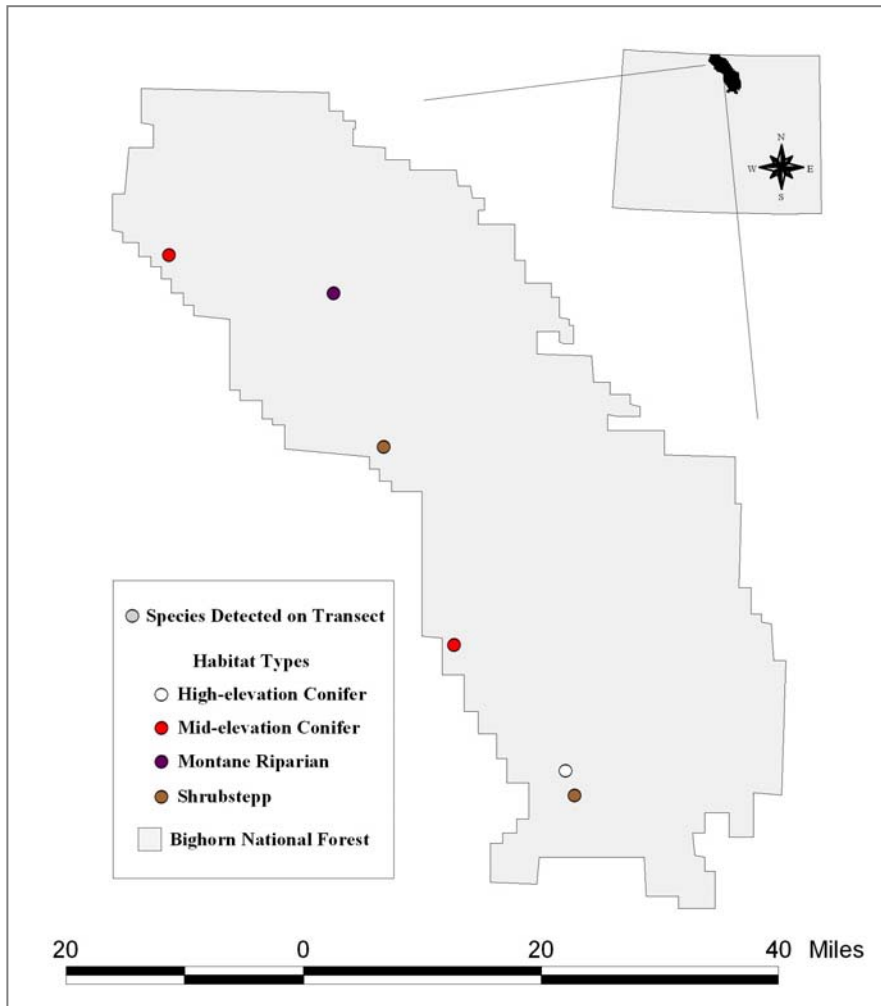 N
W E
S
Species Detected on Transect
Habitat Types
High-elevation Conifer
Mid-elevation Conifer
Montane Riparian
Shrubstepp
Bighorn National Forest
20 0 20 40 Miles